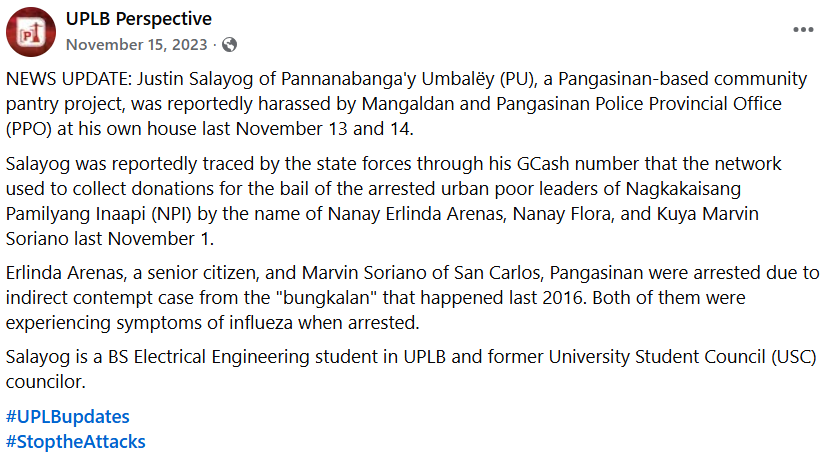 UPLB Perspective
November 15, 2023 ·
NEWS UPDATE: Justin Salayog of Pannanabanga'y Umbalëy (PU), a Pangasinan-based community
pantry project, was reportedly harassed by Mangaldan and Pangasinan Police Provincial Office
(PPO) at his own house last November 13 and 14.
Salayog was reportedly traced by the state forces through his GCash number that the network
used to collect donations for the bail of the arrested urban poor leaders of Nagkakaisang
Pamilyang Inaapi (NPI) by the name of Nanay Erlinda Arenas, Nanay Flora, and Kuya Marvin
Soriano last November 1.
Erlinda Arenas, a senior citizen, and Marvin Soriano of San Carlos, Pangasinan were arrested due to
indirect contempt case from the "bungkalan" that happened last 2016. Both of them were
experiencing symptoms of influeza when arrested.
Salayog is a BS Electrical Engineering student in UPLB and former University Student Council (USC)
councilor.
#UPLBupdates
#StoptheAttacks